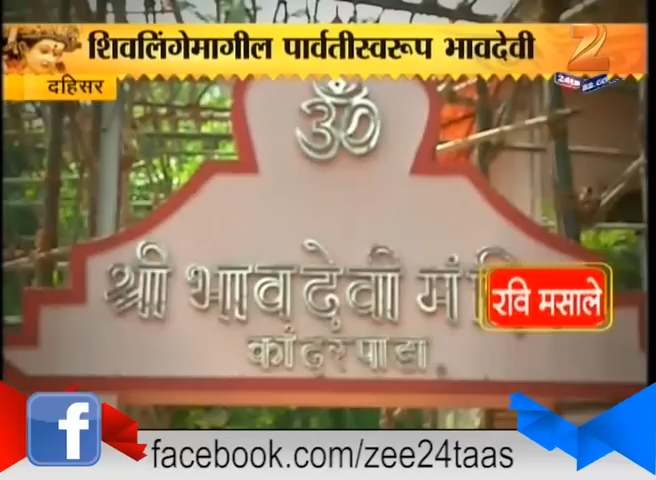 शिवलिंगेमागील पार्वतीस्वरूप भावदेवी
दहिसर
ॐ
श्री भावदेवी
रवि मसाले
कांदरपाडा.
facebook.com/zee24taas